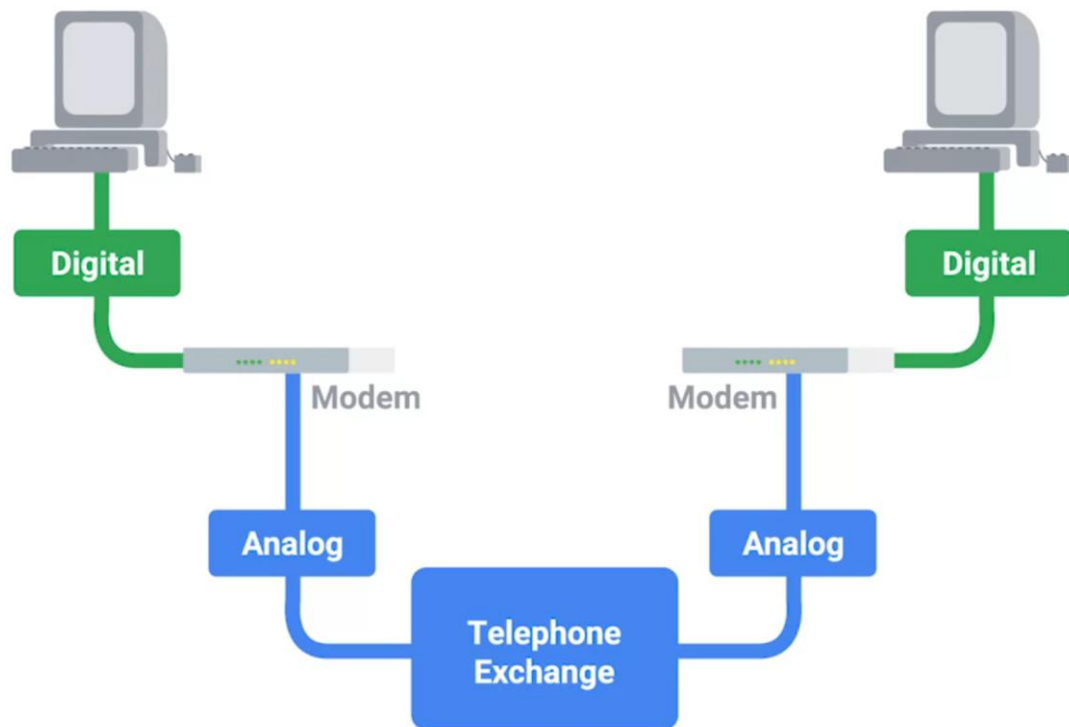 Digital
Digital
Modem
Modem
Analog
Analog
Telephone
Exchange